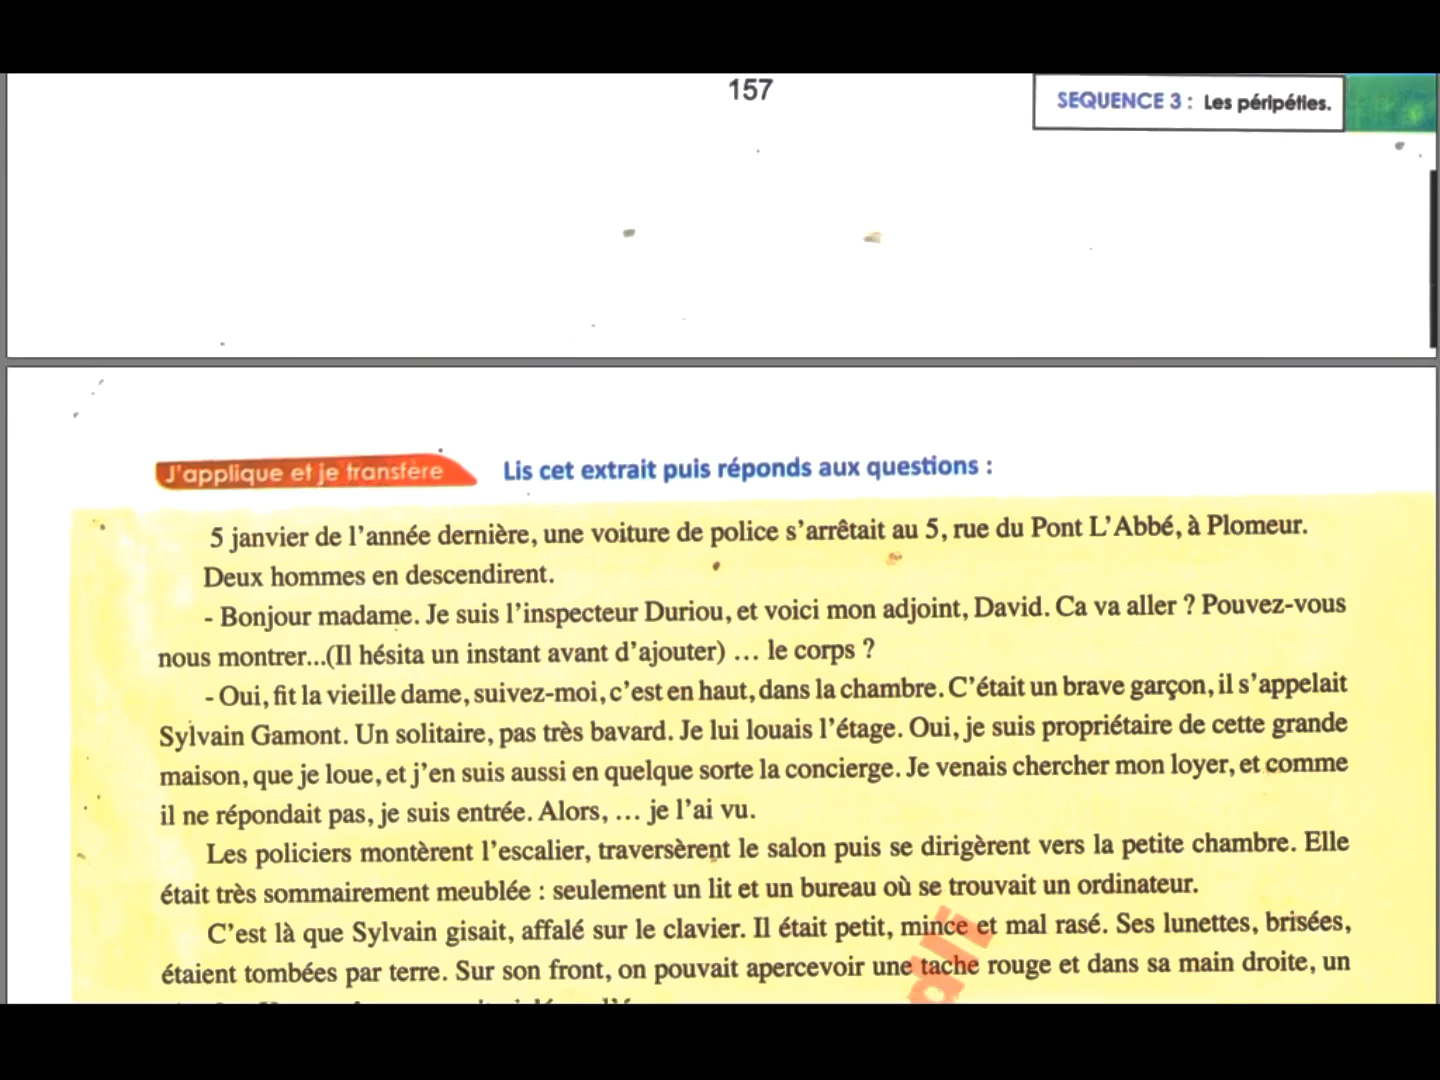 157
SEQUENCE 3 : Les péripéties.
J'applique et je transfère Lis cet extrait puis réponds aux questions :
5 janvier de l'année dernière, une voiture de police s'arrêtait au 5, rue du Pont L'Abbé, à Plomeur.
Deux hommes en descendirent.
- Bonjour madame. Je suis l'inspecteur Duriou, et voici mon adjoint, David. Ca va aller ? Pouvez-vous
nous montrer...(Il hésita un instant avant d'ajouter) ... le corps ?
- Oui, fit la vieille dame, suivez-moi, c'est en haut, dans la chambre. C'était un brave garçon, il s'appelait
Sylvain Gamont. Un solitaire, pas très bavard. Je lui louais l'étage. Oui, je suis propriétaire de cette grande
maison, que je loue, et j'en suis aussi en quelque sorte la concierge. Je venais chercher mon loyer, et comme
il ne répondait pas, je suis entrée. Alors, ... je l'ai vu.
Les policiers montèrent l'escalier, traversèrent le salon puis se dirigèrent vers la petite chambre. Elle
était très sommairement meublée : seulement un lit et un bureau où se trouvait un ordinateur.
C'est là que Sylvain gisait, affalé sur le clavier. Il était petit, mince et mal rasé. Ses lunettes, brisées,
étaient tombées par terre. Sur son front, on pouvait apercevoir une tache rouge et dans sa main droite, un